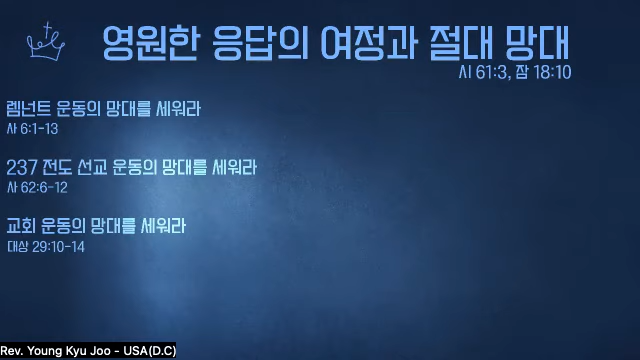 영원한 응답의 여정과 절대 망대
시 61:3, 잠 18:10
렘넌트 운동의 망대를 세워라
사 6:1-13
237 전도 선교 운동의 망대를 세워라
사 62:6-12
교회 운동의 망대를 세워라
대상 29:10-14
Rev. Young Kyu Joo - USA(D.C)